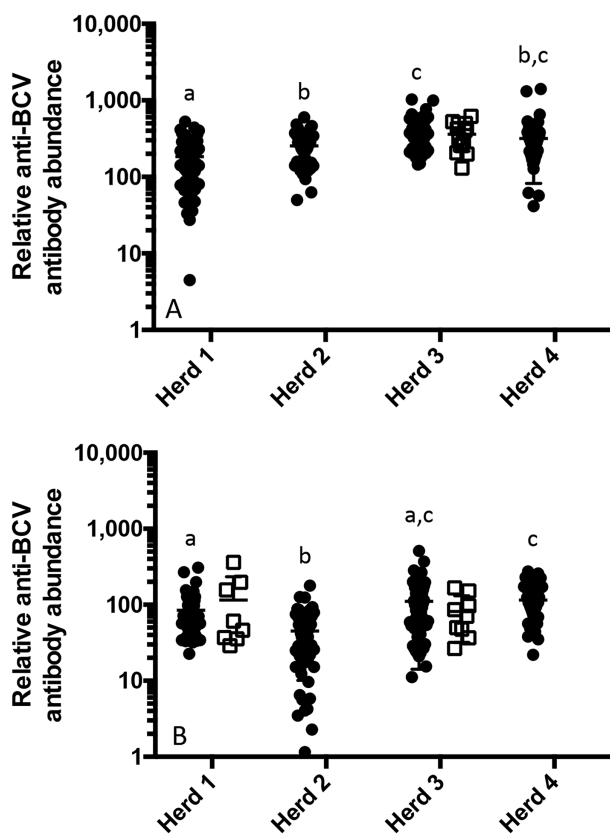 Relative anti-BCV
antibody abundance
10,000
1,000
100
10
1
a
b
c
b,c
A
Herd 1
Herd 2
Herd 3
Herd 4
Relative anti-BCV
antibody abundance
10,000
1,000
100
10
1
a
b
a,c
c
B
Herd 1
Herd 2
Herd 3
Herd 4